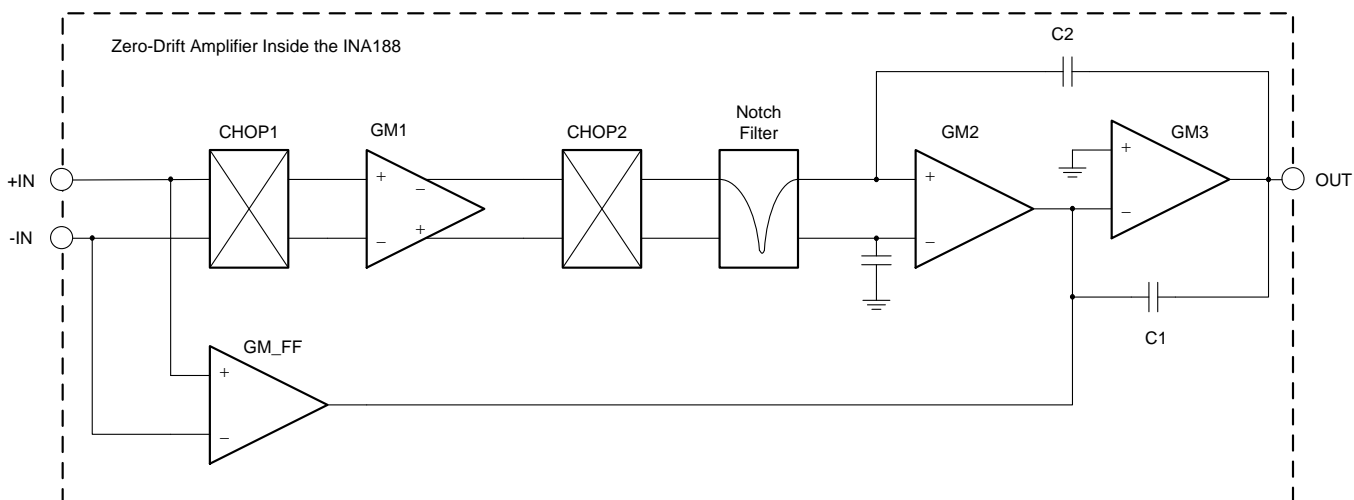 Zero-Drift Amplifier Inside the INA188
C2
CHOP1
GM1
CHOP2
Notch
Filter
GM2
GM3
+IN
-IN
OUT
+
−
−
+
+
−
+
−
C1
GM_FF
+
−